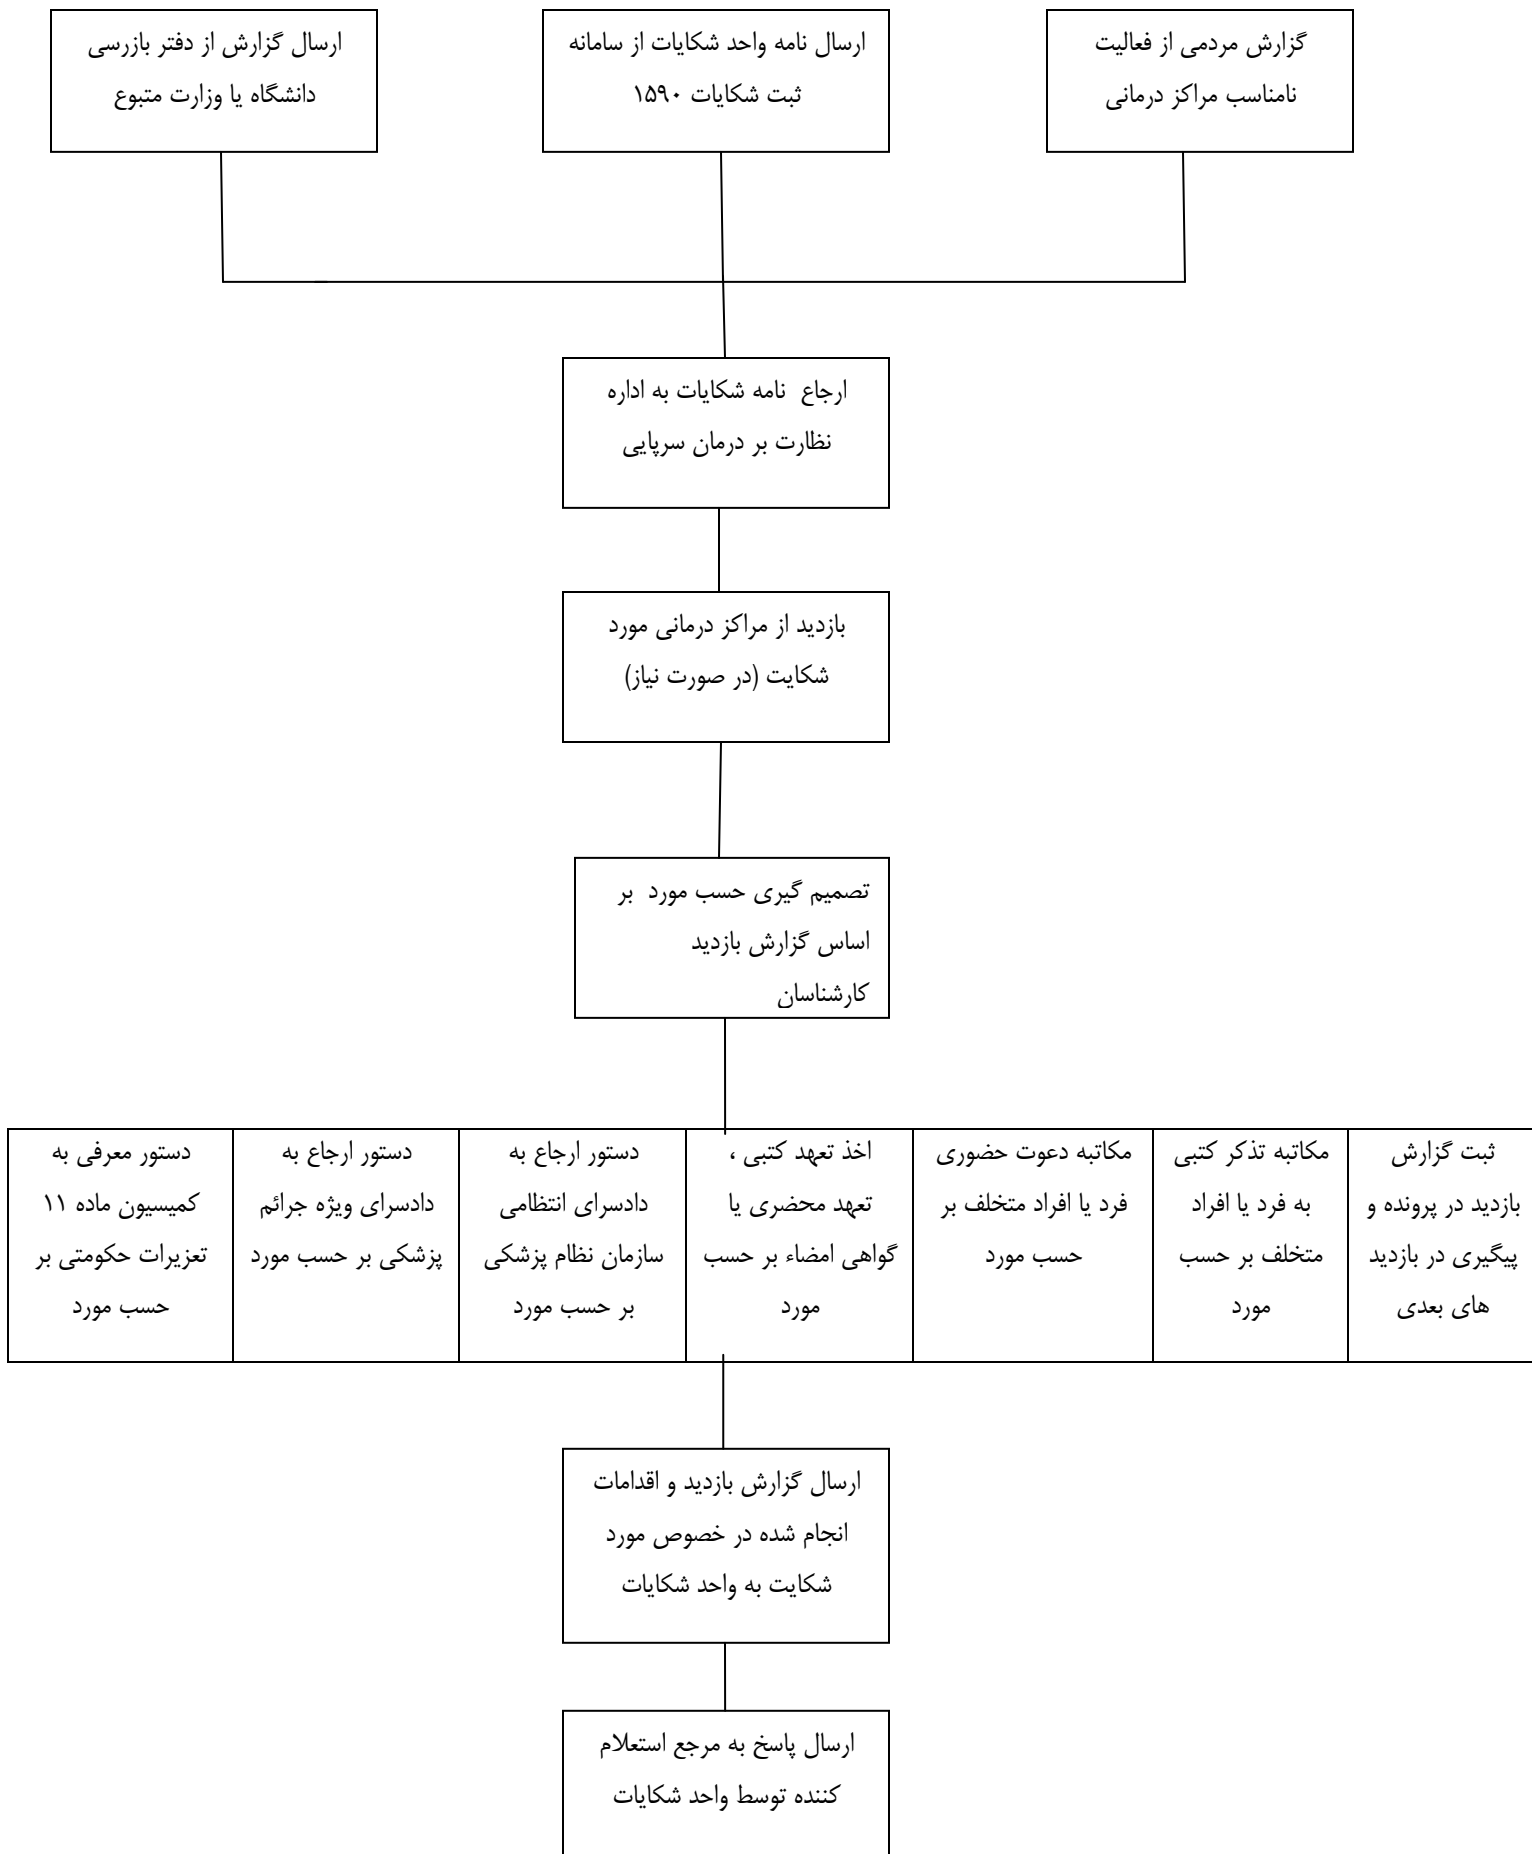 گزارش مردمی از فعالیت
نامناسب مراکز درمانی
ارسال نامه واحد شکایات از سامانه
ثبت شکایات ۱۵۹۰
ارسال گزارش از دفتر بازرسی
دانشگاه یا وزارت متبوع
ارجاع نامه شکایات به اداره
نظارت بر درمان سرپایی
بازدید از مراکز درمانی مورد
شکایت (در صورت نیاز)
تصمیم گیری حسب مورد بر
اساس گزارش بازدید
کارشناسان
ثبت گزارش
بازدید در پرونده و
پیگیری در بازدید
های بعدی
مکاتبه تذکر کتبی
به فرد یا افراد
متخلف بر حسب
مورد
مکاتبه دعوت حضوری
فرد یا افراد متخلف بر
حسب مورد
اخذ تعهد کتبی ،
تعهد محضری یا
گواهی امضاء بر حسب
مورد
دستور ارجاع به
دادسرای انتظامی
سازمان نظام پزشکی
بر حسب مورد
دستور ارجاع به
دادسرای ویژه جرائم
پزشکی بر حسب مورد
دستور معرفی به
کمیسیون ماده ۱۱
تعزیرات حکومتی بر
حسب مورد
ارسال گزارش بازدید و اقدامات
انجام شده در خصوص مورد
شکایت به واحد شکایات
ارسال پاسخ به مرجع استعلام
کننده توسط واحد شکایات